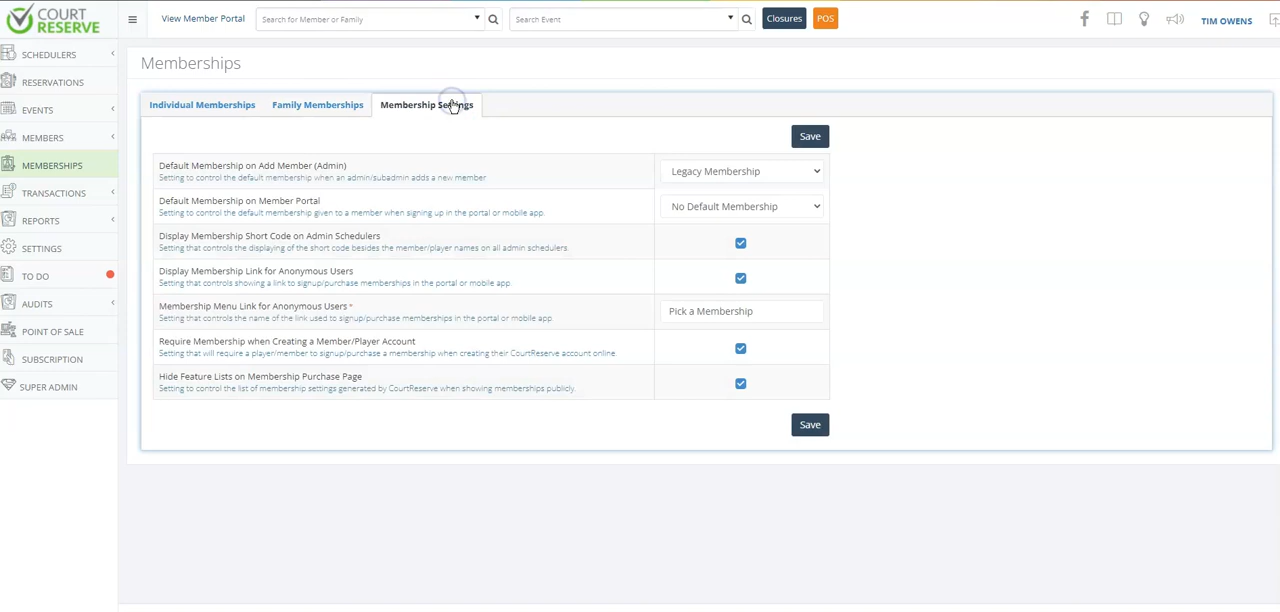 COURT
RESERVE
View Member Portal
Search for Member or Family
Search Event
Closures
POS
TIM OWENS
SCHEDULERS
RESERVATIONS
EVENTS
MEMBERS
MEMBERSHIPS
TRANSACTIONS
REPORTS
SETTINGS
TO DO
AUDITS
POINT OF SALE
SUBSCRIPTION
SUPER ADMIN
Memberships
Individual Memberships
Family Memberships
Membership Settings
Save
Default Membership on Add Member (Admin)
Setting to control the default membership when an admin/subadmin adds a new member
Legacy Membership
Default Membership on Member Portal
Setting to control the default membership given to a member when signing up in the portal or mobile app.
No Default Membership
Display Membership Short Code on Admin Schedulers
Setting that controls the displaying of the short code besides the member/player names on all admin schedulers.
Display Membership Link for Anonymous Users
Setting that controls showing a link to signup/purchase memberships in the portal or mobile app.
Membership Menu Link for Anonymous Users *
Setting that controls the name of the link used to signup/purchase memberships in the portal or mobile app.
Pick a Membership
Require Membership when Creating a Member/Player Account
Setting that will require a player/member to signup/purchase a membership when creating their CourtReserve account online.
Hide Feature Lists on Membership Purchase Page
Setting to control the list of membership settings generated by CourtReserve when showing memberships publicly.
Save